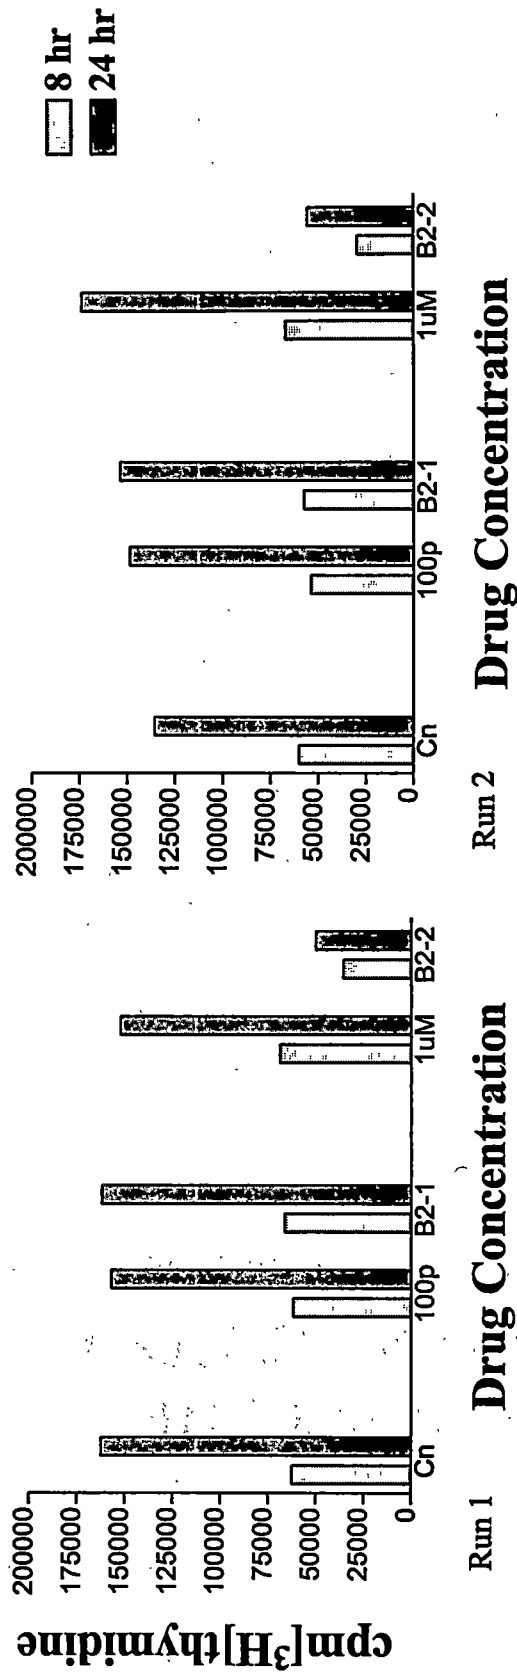 8 hr
24 hr
cpm[³H]thymidine
200000
175000
150000
125000
100000
75000
50000
25000
0
Cn
100p
B2-1
1uM
B2-2
Run 1
Drug Concentration
200000
175000
150000
125000
100000
75000
50000
25000
0
Cn
100p
B2-1
1uM
B2-2
Run 2
Drug Concentration